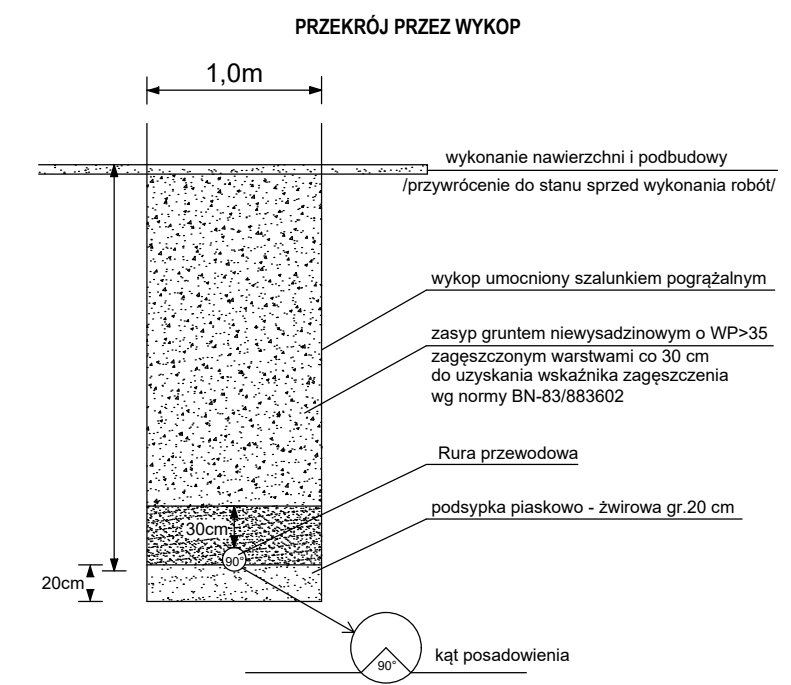 PRZEKRÓJ PRZEZ WYKOP
1,0m
wykonanie nawierzchni i podbudowy
/przywrócenie do stanu sprzed wykonania robót/
wykop umocniony szalunkiem pogrążalnym
zasyp gruntem niewysadzinowym o WP>35
zagęszczonym warstwami co 30 cm
do uzyskania wskaźnika zagęszczenia
wg normy BN-83/883602
Rura przewodowa
podsypka piaskowo - żwirowa gr.20 cm
30cm
90°
20cm
90°
kąt posadowienia